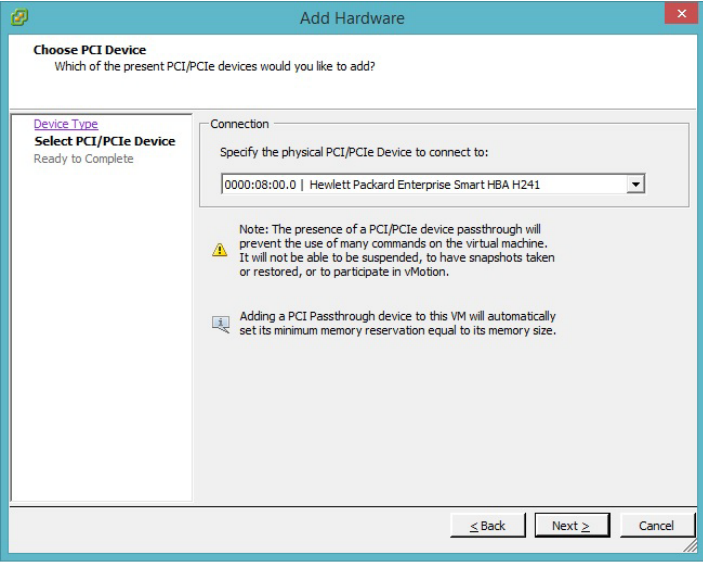 Add Hardware
Choose PCI Device
Which of the present PCI/PCIe devices would you like to add?
Device Type
Select PCI/PCIe Device
Ready to Complete
Connection
Specify the physical PCI/PCIe Device to connect to:
0000:08:00.0 | Hewlett Packard Enterprise Smart HBA H241
Note: The presence of a PCI/PCIe device passthrough will
prevent the use of many commands on the virtual machine.
It will not be able to be suspended, to have snapshots taken
or restored, or to participate in vMotion.
Adding a PCI Passthrough device to this VM will automatically
set its minimum memory reservation equal to its memory size.
< Back
Next >
Cancel